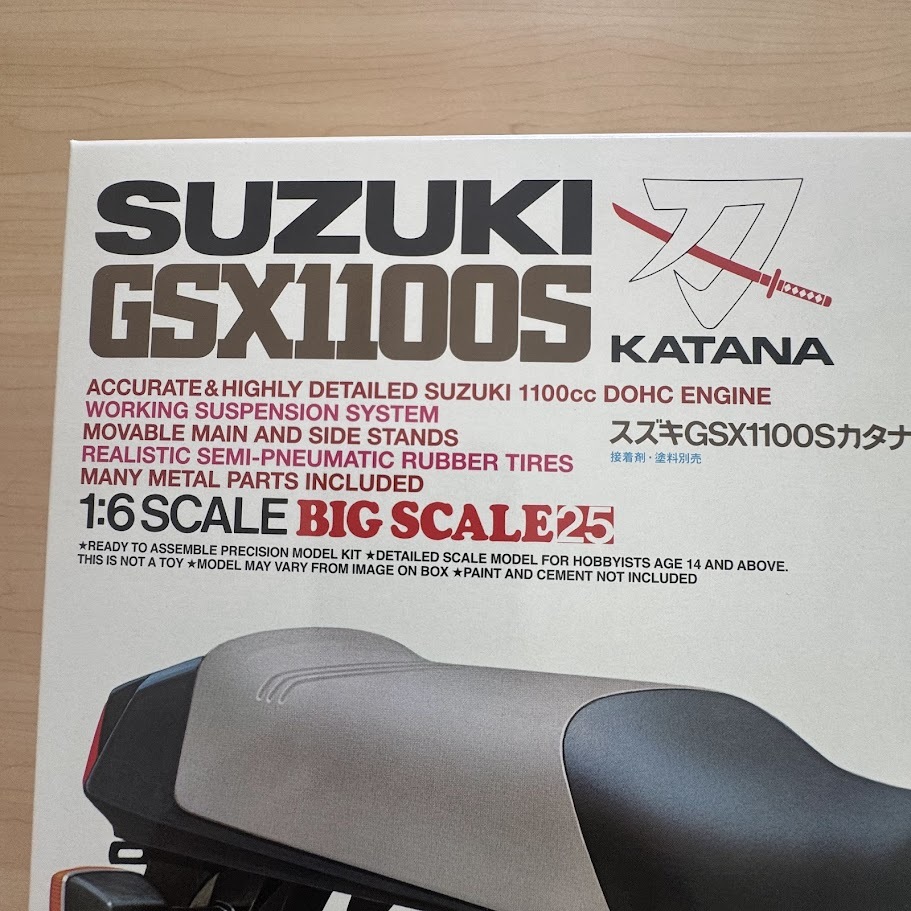 SUZUKI
GSX1100S
刀
KATANA
ACCURATE & HIGHLY DETAILED SUZUKI 1100cc DOHC ENGINE
WORKING SUSPENSION SYSTEM
MOVABLE MAIN AND SIDE STANDS
REALISTIC SEMI-PNEUMATIC RUBBER TIRES
MANY METAL PARTS INCLUDED
スズキGSX1100Sカタナ
接着剤・塗料別売
1:6 SCALE BIG SCALE 25
★READY TO ASSEMBLE PRECISION MODEL KIT ★DETAILED SCALE MODEL FOR HOBBYISTS AGE 14 AND ABOVE.
THIS IS NOT A TOY ★MODEL MAY VARY FROM IMAGE ON BOX ★PAINT AND CEMENT NOT INCLUDED